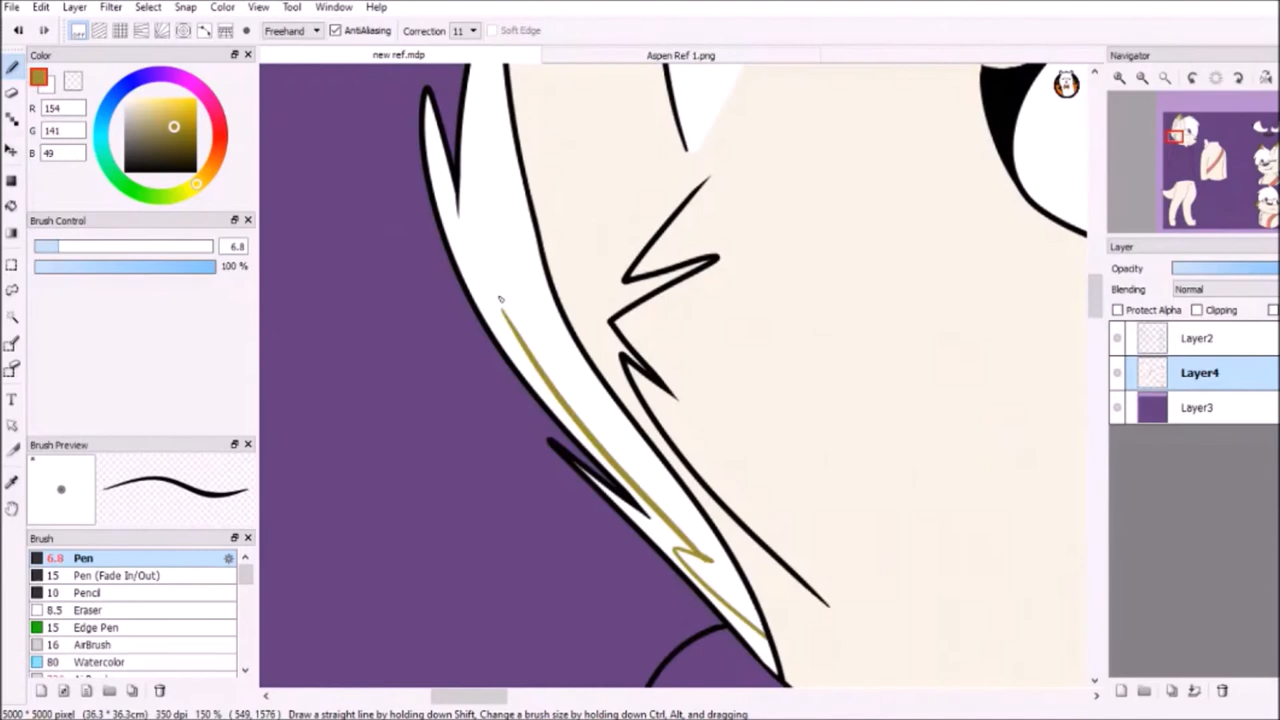 File Edit Layer Filter Select Snap Color View Tool Window Help
OFF Freehand AntiAliasing Correction 11 Soft Edge
Color
new ref.mdp
Aspen Ref 1.png
Navigator
R 154
G 141
B 49
Brush Control
6.8
100 %
Layer
Opacity
Blending Normal
Protect Alpha Clipping
Layer2
Layer4
Layer3
Brush Preview
Brush
6.8 Pen
15 Pen (Fade In/Out)
10 Pencil
8.5 Eraser
15 Edge Pen
16 AirBrush
80 Watercolor
5000 * 5000 pixel (36.3 * 36.3cm) 350 dpi 150 % ( 549, 1576 ) Draw a straight line by holding down Shift, Change a brush size by holding down Ctrl, Alt, and dragging